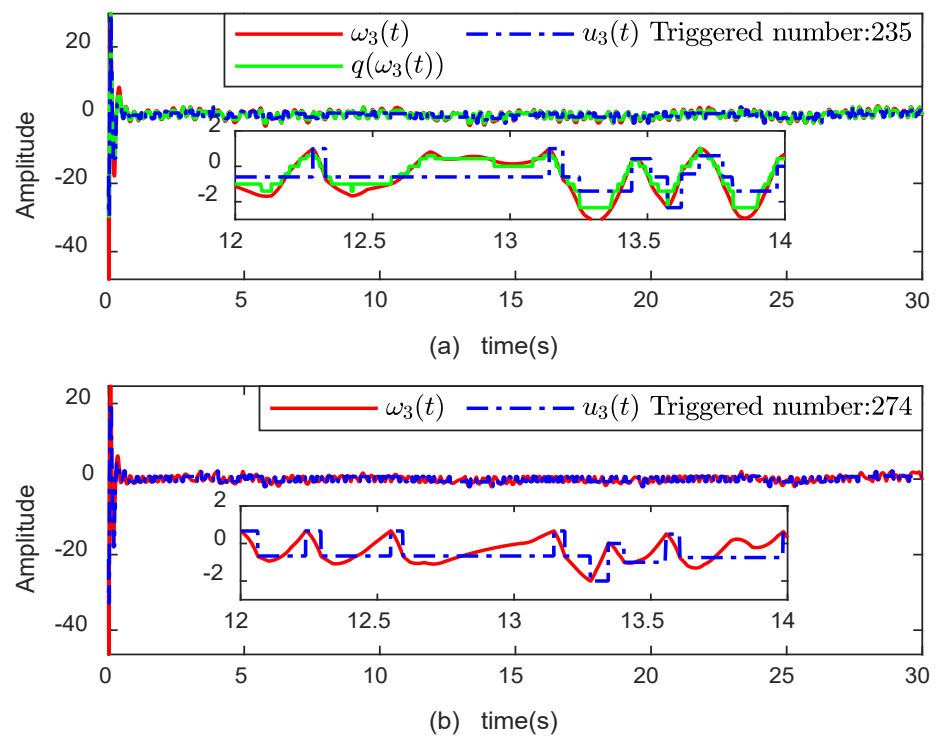 ω₃(t) u₃(t) Triggered number:235
q(ω₃(t))
20
0
-20
-40
Amplitude
2
0
-2
12 12.5 13 13.5 14
0 5 10 15 20 25 30
(a) time(s)
ω₃(t) u₃(t) Triggered number:274
20
0
-20
-40
Amplitude
2
0
-2
12 12.5 13 13.5 14
0 5 10 15 20 25 30
(b) time(s)